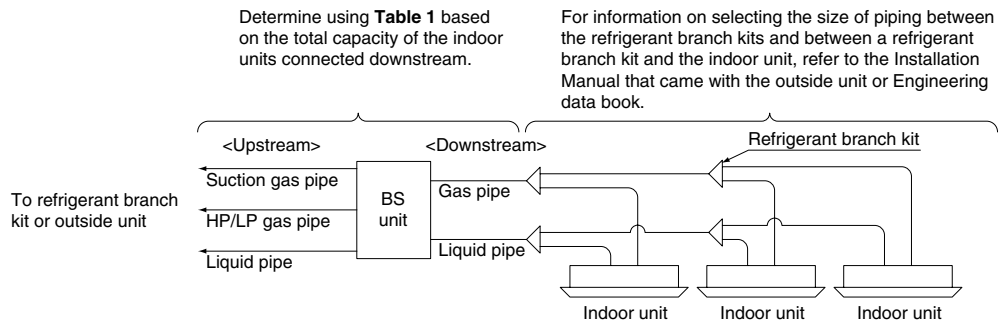 Determine using Table 1 based
on the total capacity of the indoor
units connected downstream.
For information on selecting the size of piping between
the refrigerant branch kits and between a refrigerant
branch kit and the indoor unit, refer to the Installation
Manual that came with the outside unit or Engineering
data book.
<Upstream>
<Downstream>
Refrigerant branch kit
To refrigerant branch
kit or outside unit
Suction gas pipe
HP/LP gas pipe
Liquid pipe
BS
unit
Gas pipe
Liquid pipe
Indoor unit
Indoor unit
Indoor unit